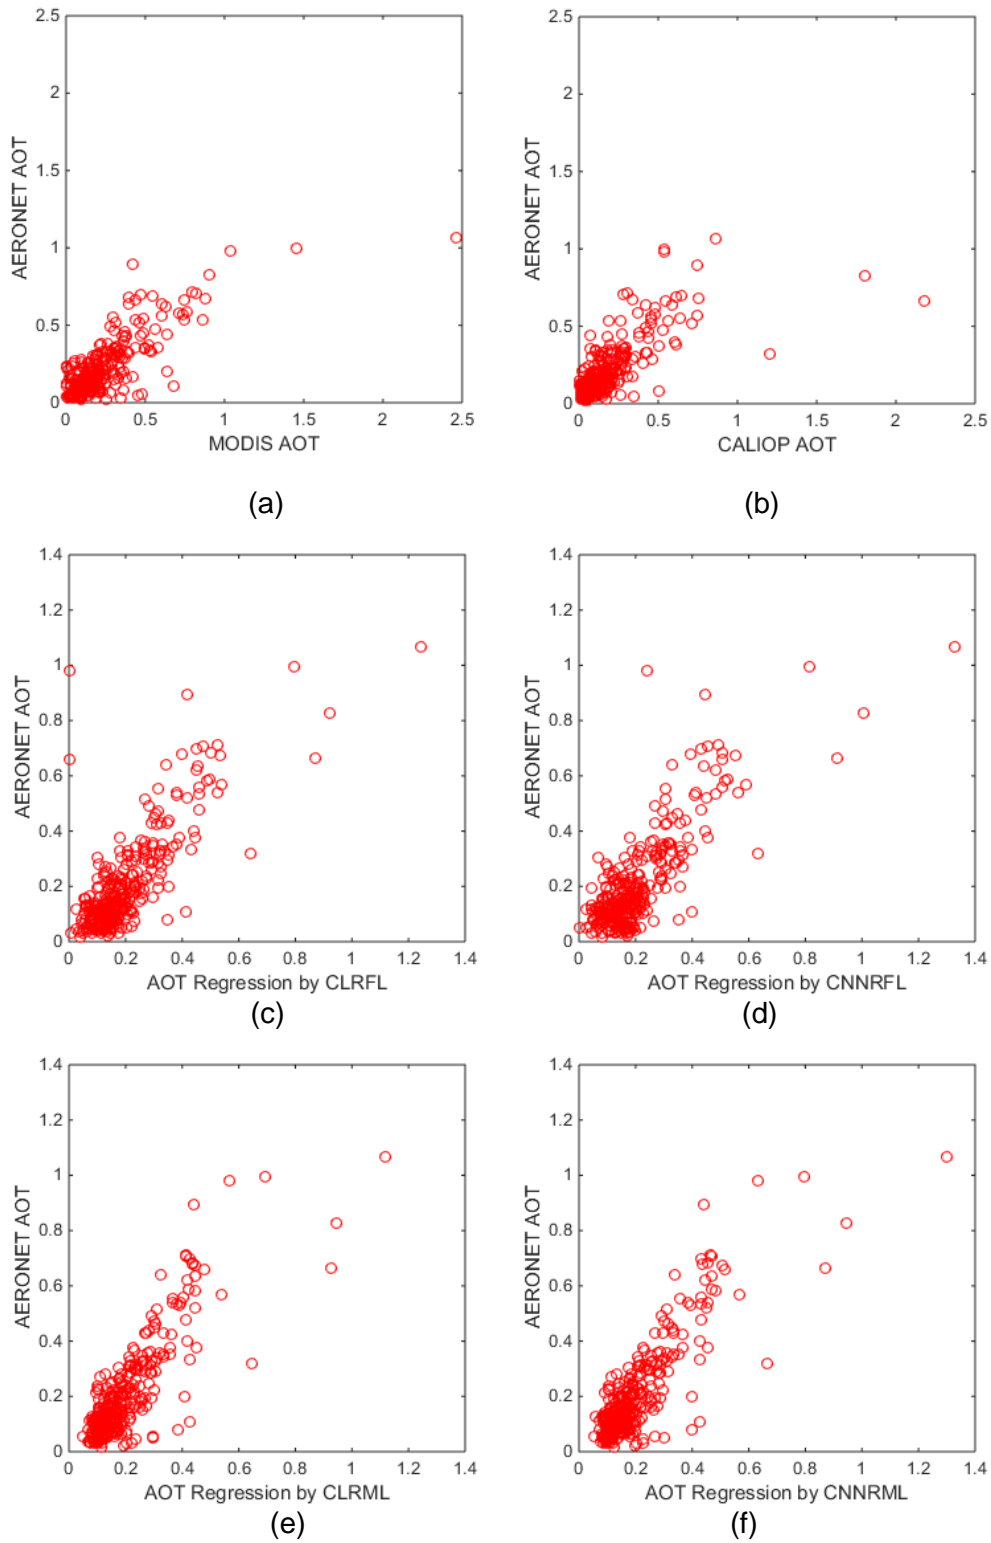 2.5
2
1.5
1
0.5
0
AERONET AOT
0 0.5 1 1.5 2 2.5
MODIS AOT
(a)
2.5
2
1.5
1
0.5
0
AERONET AOT
0 0.5 1 1.5 2 2.5
CALIOP AOT
(b)
1.4
1.2
1
0.8
0.6
0.4
0.2
0
AERONET AOT
0 0.2 0.4 0.6 0.8 1 1.2 1.4
AOT Regression by CLRFL
(c)
1.4
1.2
1
0.8
0.6
0.4
0.2
0
AERONET AOT
0 0.2 0.4 0.6 0.8 1 1.2 1.4
AOT Regression by CNNRFL
(d)
1.4
1.2
1
0.8
0.6
0.4
0.2
0
AERONET AOT
0 0.2 0.4 0.6 0.8 1 1.2 1.4
AOT Regression by CLRML
(e)
1.4
1.2
1
0.8
0.6
0.4
0.2
0
AERONET AOT
0 0.2 0.4 0.6 0.8 1 1.2 1.4
AOT Regression by CNNRML
(f)